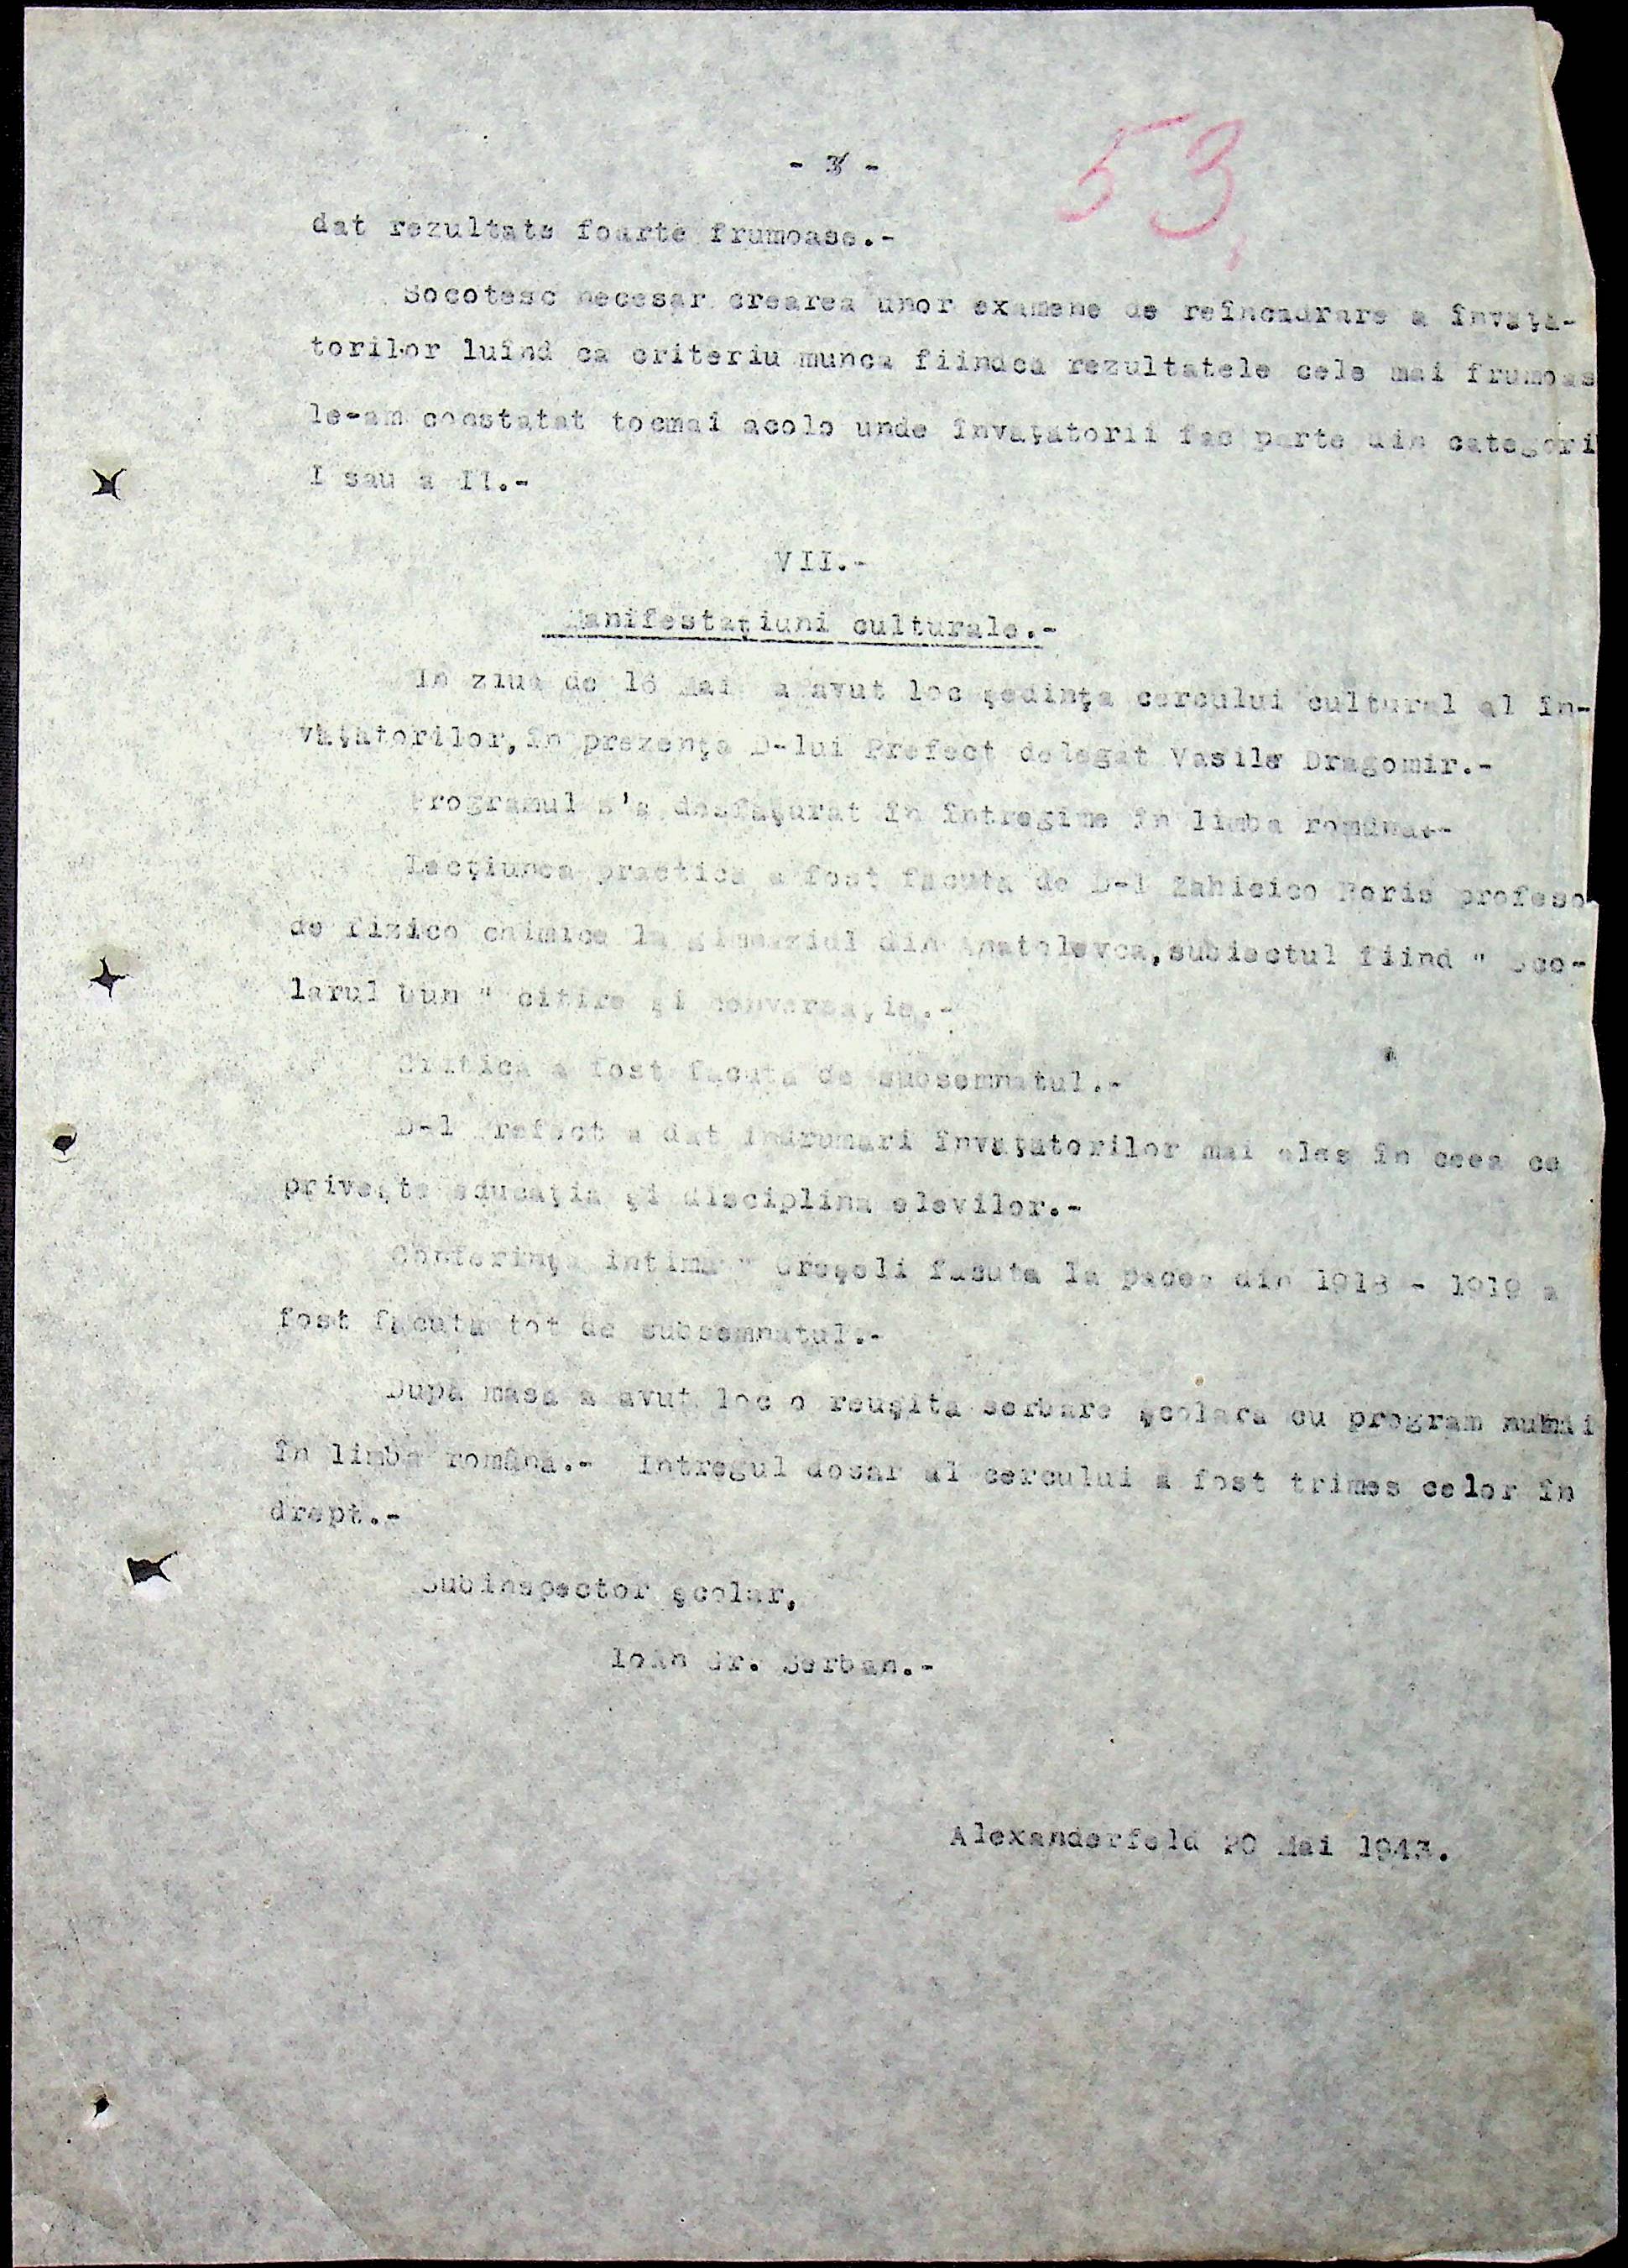 - 3 -
53
dat rezultate foarte frumoase.-
Socotesc necesar crearea unor examene de reîncadrare a învăţă-
torilor luînd ca criteriu munca fiindcă rezultatele cele mai frumoas
le-am constatat tocmai acolo unde învăţătorii fac parte din categori
I sau a II.-
VII.-
Manifestaţiuni culturale.-
In ziua de 16 Mai a avut loc şedinţa cercului cultural al în-
văţătorilor, în prezenţa D-lui Prefect delegat Vasile Dragomir.-
Programul s'a desfăşurat în întregime în limba română.-
Lecţiunea practică a fost făcută de D-l Boris profeso
de fizico chimice la gimnaziul din Anatolevca, subiectul fiind " Şco-
larul bun " citire şi conversaţie.-
Critica a fost făcută de subsemnatul.-
D-l Prefect a dat îndrumări învăţătorilor mai ales în ceea ce
priveşte educaţia şi disciplina elevilor.-
Conferinţa intimă " Greşeli făcute la pacea din 1918 - 1919 a
fost făcută tot de subsemnatul.-
După masă a avut loc o reuşită serbare şcolară cu program numai
în limba română.- Intregul dosar al cercului a fost trimes celor în
drept.-
Subinspector şcolar,
Ioan Gr. Şerban.-
Alexanderfeld 20 Mai 1943.